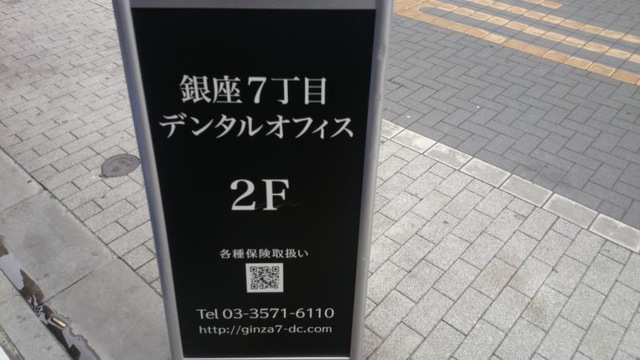 銀座7丁目
デンタルオフィス
2F
各種保険取扱い
Tel 03-3571-6110
http://ginza7-dc.com